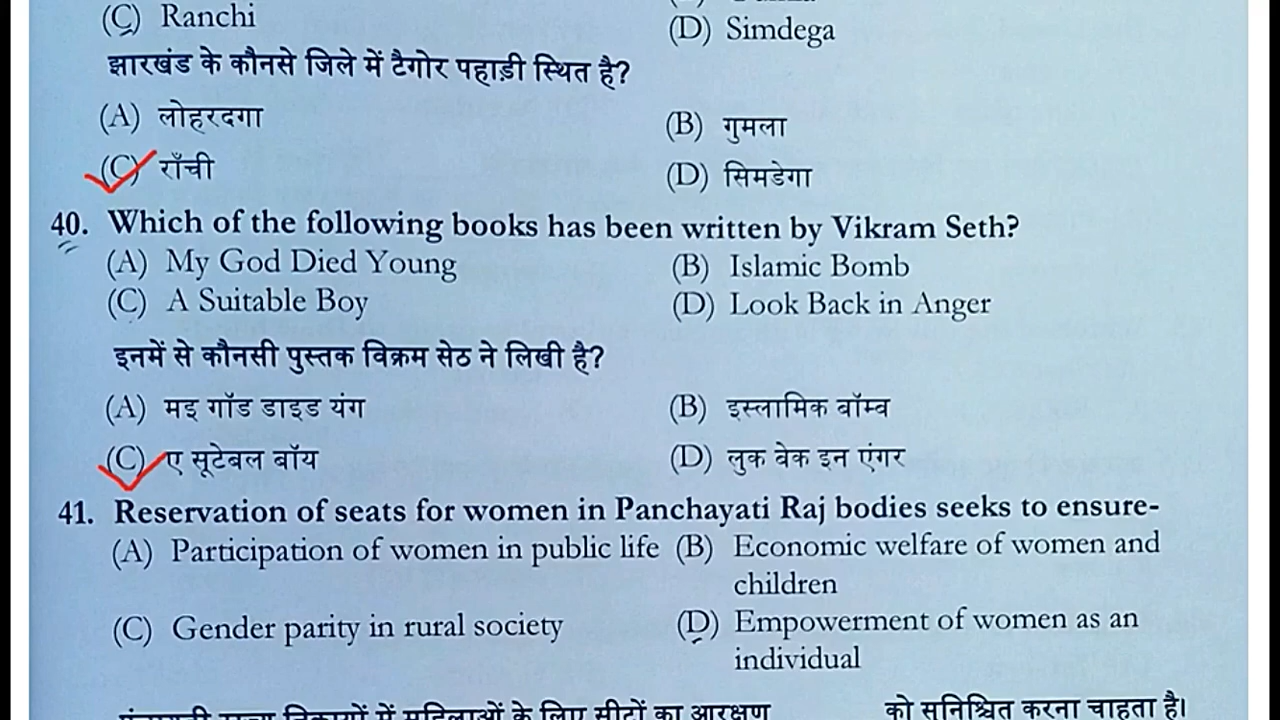 (C) Ranchi
(D) Simdega
झारखंड के कौनसे जिले में टैगोर पहाड़ी स्थित है?
(A) लोहरदगा (B) गुमला
(C) राँची (D) सिमडेगा
40. Which of the following books has been written by Vikram Seth?
(A) My God Died Young (B) Islamic Bomb
(C) A Suitable Boy (D) Look Back in Anger
इनमें से कौनसी पुस्तक विक्रम सेठ ने लिखी है?
(A) मइ गॉड डाइड यंग (B) इस्लामिक बॉम्व
(C) ए सूटेबल बॉय (D) लुक वेक इन एंगर
41. Reservation of seats for women in Panchayati Raj bodies seeks to ensure-
(A) Participation of women in public life (B) Economic welfare of women and
children
(C) Gender parity in rural society (D) Empowerment of women as an
individual
में महिलाओं के लिए सीटों का आरक्षण को सुनिश्चित करना चाहता है।